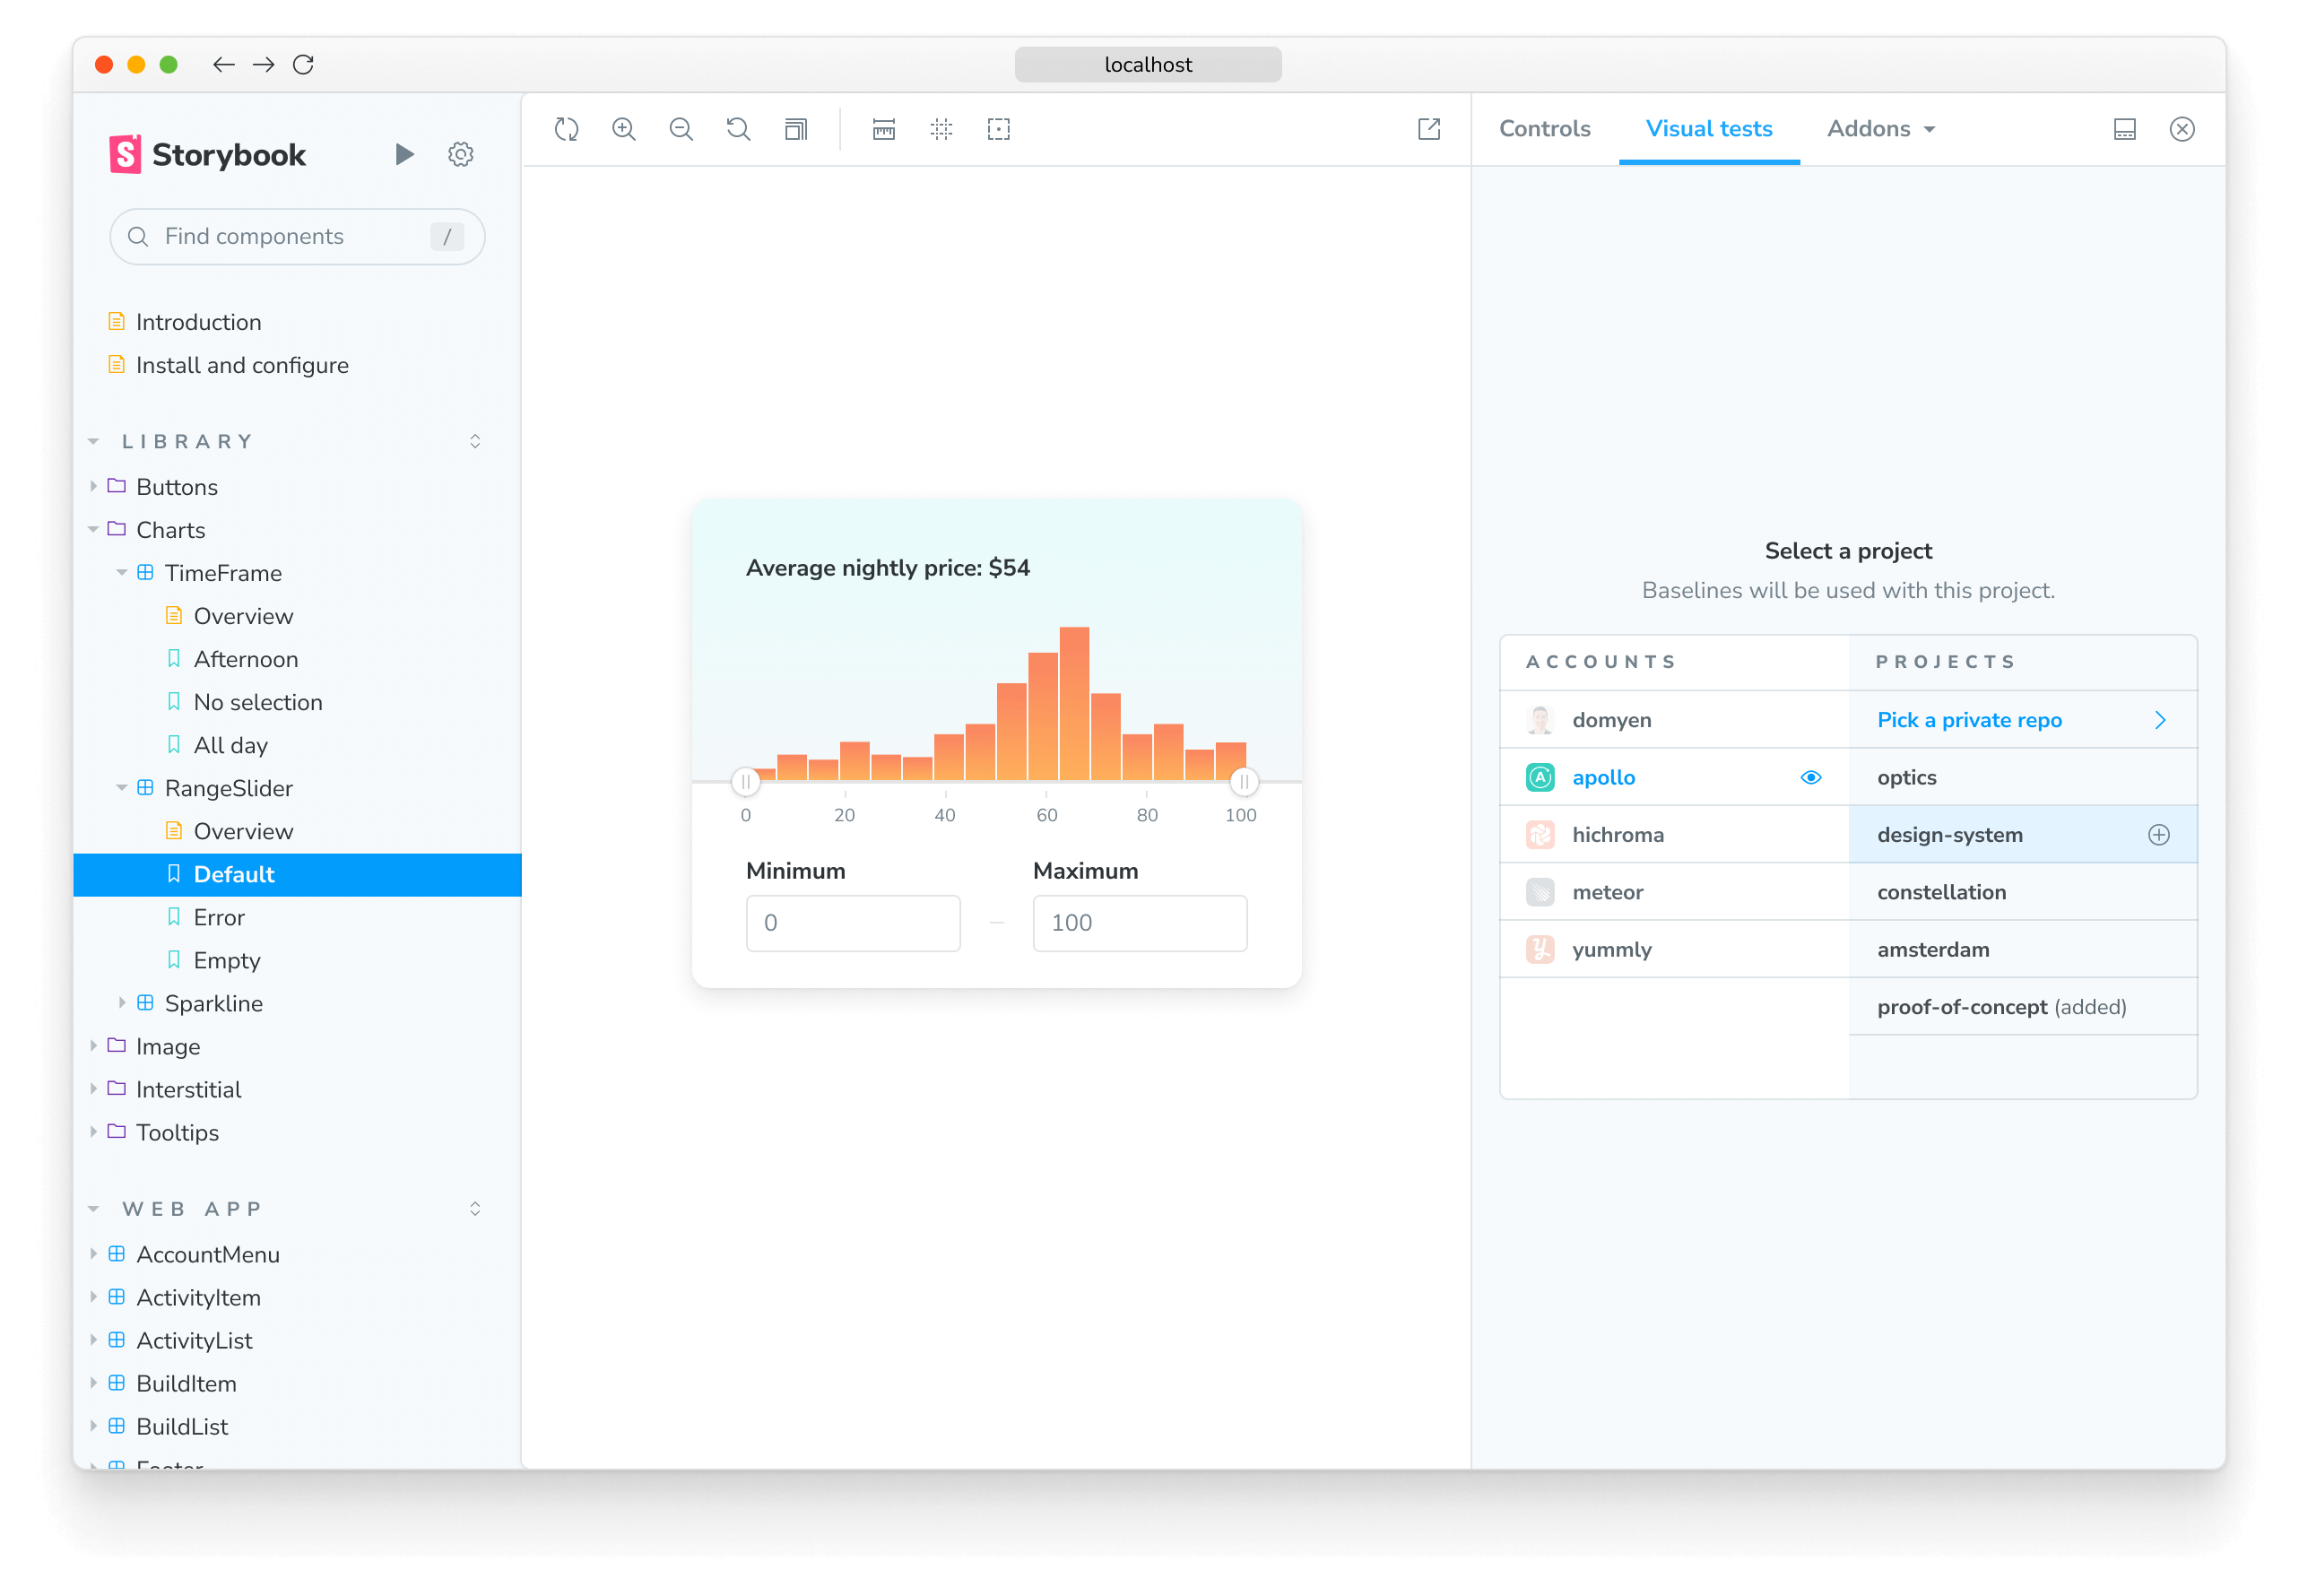 localhost
Storybook
Find components /
Introduction
Install and configure
LIBRARY
Buttons
Charts
TimeFrame
Overview
Afternoon
No selection
All day
RangeSlider
Overview
Default
Error
Empty
Sparkline
Image
Interstitial
Tooltips
WEB APP
AccountMenu
ActivityItem
ActivityList
BuildItem
BuildList
Footer
Average nightly price: $54
0 20 40 60 80 100
Minimum Maximum
0 – 100
Controls Visual tests Addons
Select a project
Baselines will be used with this project.
ACCOUNTS PROJECTS
domyen Pick a private repo
apollo optics
hichroma design-system
meteor constellation
yummly amsterdam
proof-of-concept (added)